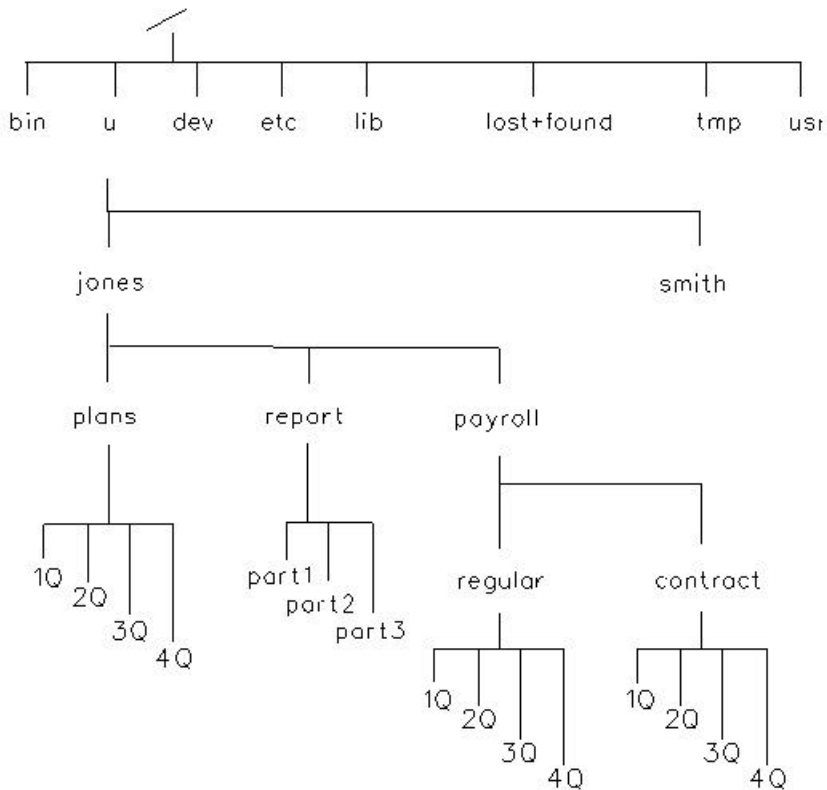 /
bin u dev etc lib lost+found tmp usr
jones smith
plans report payroll
1Q 2Q 3Q 4Q part1 part2 part3 regular contract
1Q 2Q 3Q 4Q 1Q 2Q 3Q 4Q